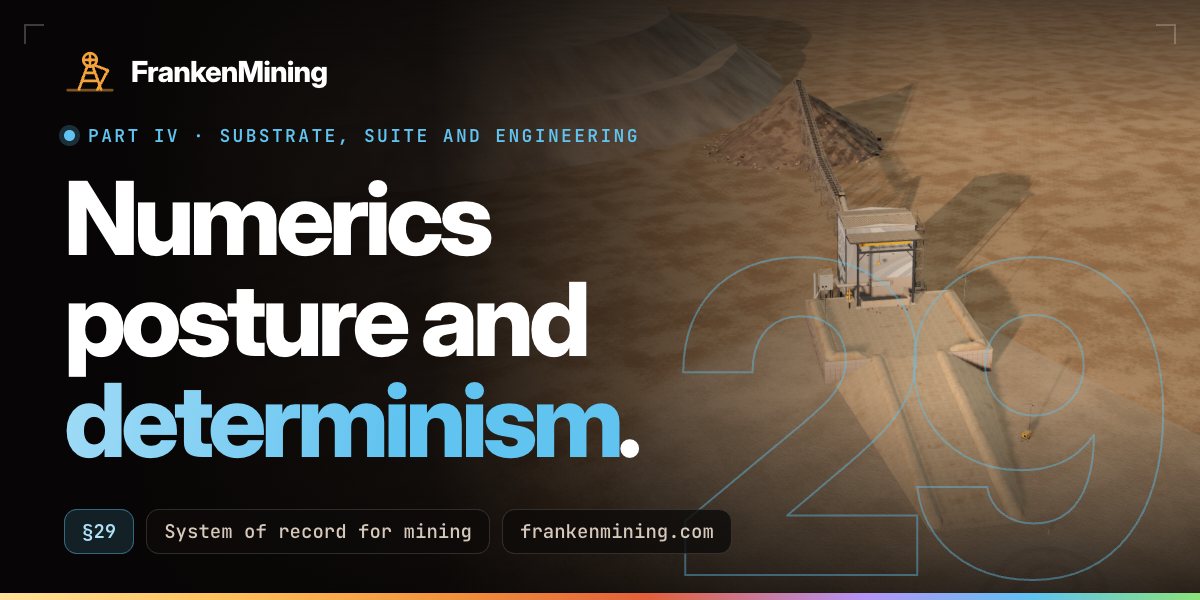 FrankenMining
PART IV · SUBSTRATE, SUITE AND ENGINEERING
Numerics
posture and
determinism.
29
§29
System of record for mining
frankenmining.com